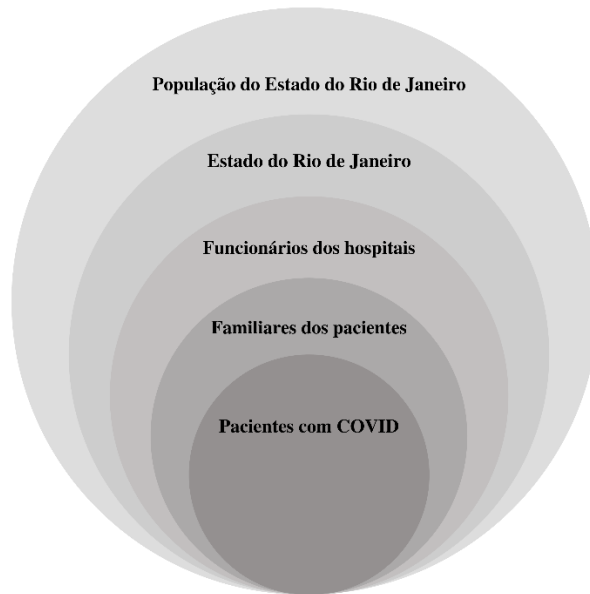 População do Estado do Rio de Janeiro
Estado do Rio de Janeiro
Funcionários dos hospitais
Familiares dos pacientes
Pacientes com COVID